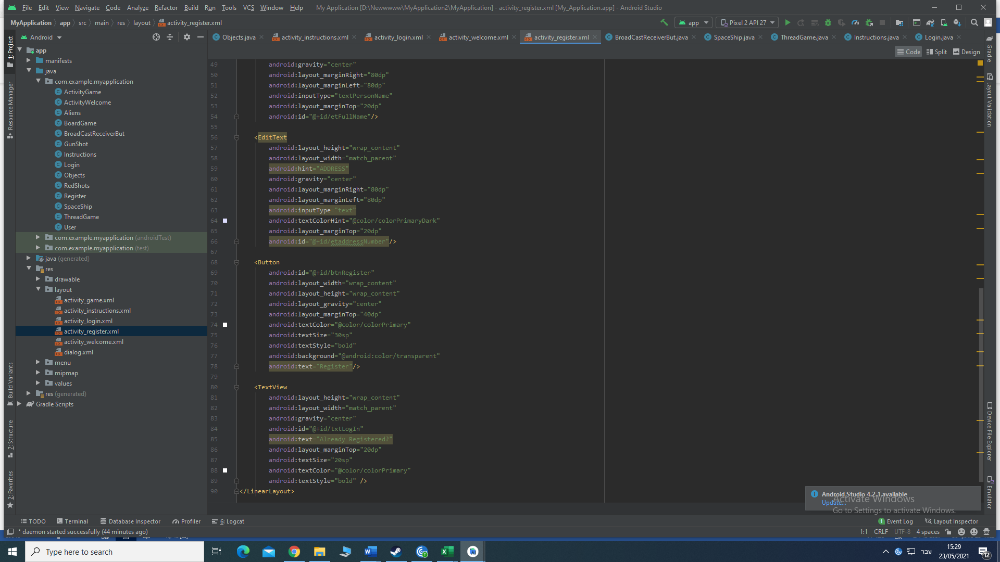 File Edit View Navigate Code Analyze Refactor Build Run Tools VCS Window Help My Application [D:\Newwwww\MyApplication2\MyApplication] - activity_register.xml [My_Application.app] - Android Studio
MyApplication app src main res layout activity_register.xml app Pixel 2 API 27
Android Objects.java activity_instructions.xml activity_login.xml activity_welcome.xml activity_register.xml BroadCastReceiverBut.java SpaceShip.java ThreadGame.java Instructions.java Login.java
Code Split Design
1: Project
Resource Manager
Build Variants
7: Structure
2: Favorites
app
manifests
java
com.example.myapplication
ActivityGame
ActivityWelcome
Aliens
BoardGame
BroadCastReceiverBut
GunShot
Instructions
Login
Objects
RedShots
Register
SpaceShip
ThreadGame
User
com.example.myapplication (androidTest)
com.example.myapplication (test)
java (generated)
res
drawable
layout
activity_game.xml
activity_instructions.xml
activity_login.xml
activity_register.xml
activity_welcome.xml
dialog.xml
menu
mipmap
values
res (generated)
Gradle Scripts
49 android:gravity="center"
50 android:layout_marginRight="80dp"
51 android:layout_marginLeft="80dp"
52 android:inputType="textPersonName"
53 android:layout_marginTop="20dp"
54 android:id="@+id/etFullName"/>
55
56 <EditText
57 android:layout_height="wrap_content"
58 android:layout_width="match_parent"
59 android:hint="ADDRESS"
60 android:gravity="center"
61 android:layout_marginRight="80dp"
62 android:layout_marginLeft="80dp"
63 android:inputType="text"
64 android:textColorHint="@color/colorPrimaryDark"
65 android:layout_marginTop="20dp"
66 android:id="@+id/etaddressNumber"/>
67
68 <Button
69 android:id="@+id/btnRegister"
70 android:layout_width="wrap_content"
71 android:layout_height="wrap_content"
72 android:layout_gravity="center"
73 android:layout_marginTop="40dp"
74 android:textColor="@color/colorPrimary"
75 android:textSize="30sp"
76 android:textStyle="bold"
77 android:background="@android:color/transparent"
78 android:text="Register"/>
79
80 <TextView
81 android:layout_height="wrap_content"
82 android:layout_width="match_parent"
83 android:gravity="center"
84 android:id="@+id/txtLogIn"
85 android:text="Already Registered?"
86 android:layout_marginTop="20dp"
87 android:textSize="20sp"
88 android:textColor="@color/colorPrimary"
89 android:textStyle="bold" />
90 </LinearLayout>
Gradle
Layout Validation
Device File Explorer
Emulator
Android Studio 4.2.1 available
Update...
Activate Windows
Go to Settings to activate Windows.
TODO Terminal Database Inspector Profiler 6: Logcat 1 Event Log Layout Inspector
* daemon started successfully (44 minutes ago) 1:1 CRLF UTF-8 4 spaces
Type here to search
עבר
15:29
23/05/2021
12